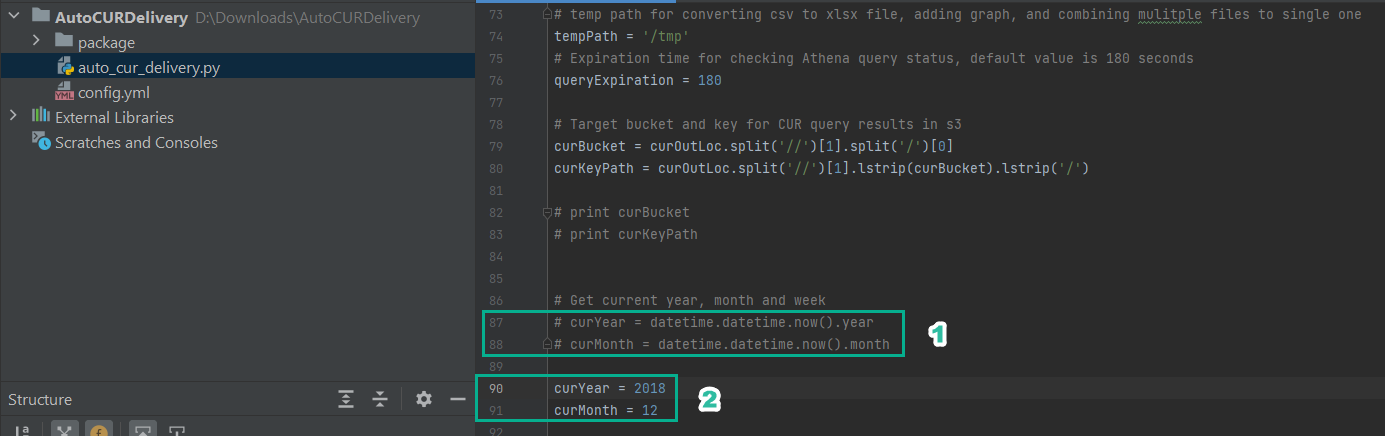 AutoCURDelivery D:\Downloads\AutoCURDelivery
package
auto_cur_delivery.py
config.yml
External Libraries
Scratches and Consoles
Structure
73 # temp path for converting csv to xlsx file, adding graph, and combining mulitple files to single one
74 tempPath = '/tmp'
75 # Expiration time for checking Athena query status, default value is 180 seconds
76 queryExpiration = 180
77
78 # Target bucket and key for CUR query results in s3
79 curBucket = curOutLoc.split('//')[1].split('/')[0]
80 curKeyPath = curOutLoc.split('//')[1].lstrip(curBucket).lstrip('/')
81
82 # print curBucket
83 # print curKeyPath
84
85
86 # Get current year, month and week
87 # curYear = datetime.datetime.now().year
88 # curMonth = datetime.datetime.now().month
1
89
90 curYear = 2018
91 curMonth = 12
2
92